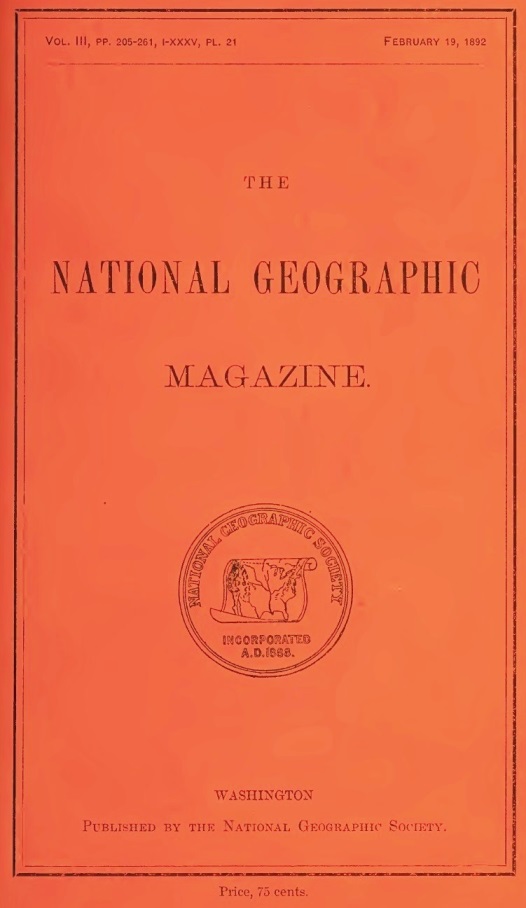 VOL. III, PP. 205-261, I-XXXV, PL. 21
FEBRUARY 19, 1892
THE
NATIONAL GEOGRAPHIC
MAGAZINE.
NATIONAL GEOGRAPHIC SOCIETY
INCORPORATED
A.D. 1888.
WASHINGTON
PUBLISHED BY THE NATIONAL GEOGRAPHIC SOCIETY.
Price, 75 cents.